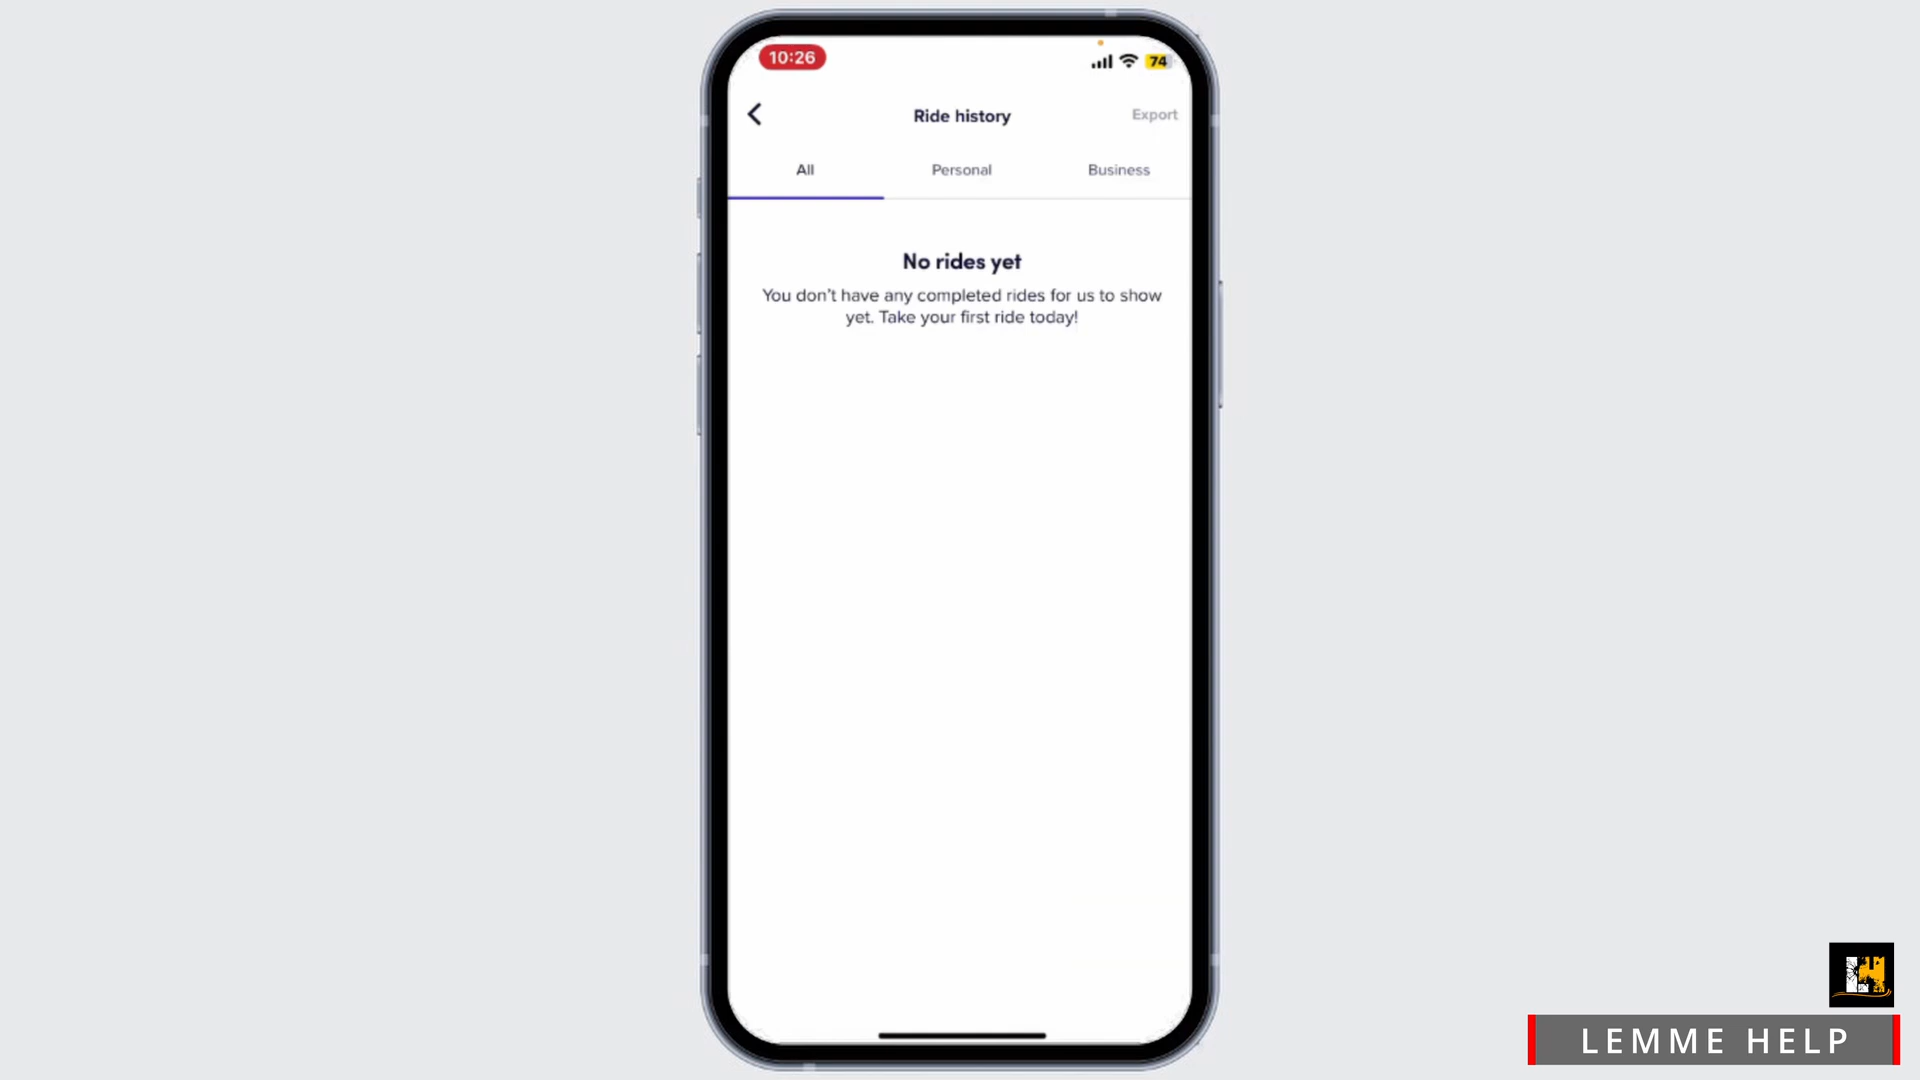 10:26
74
Ride history
Export
All
Personal
Business
No rides yet
You don't have any completed rides for us to show
yet. Take your first ride today!
LEMME HELP